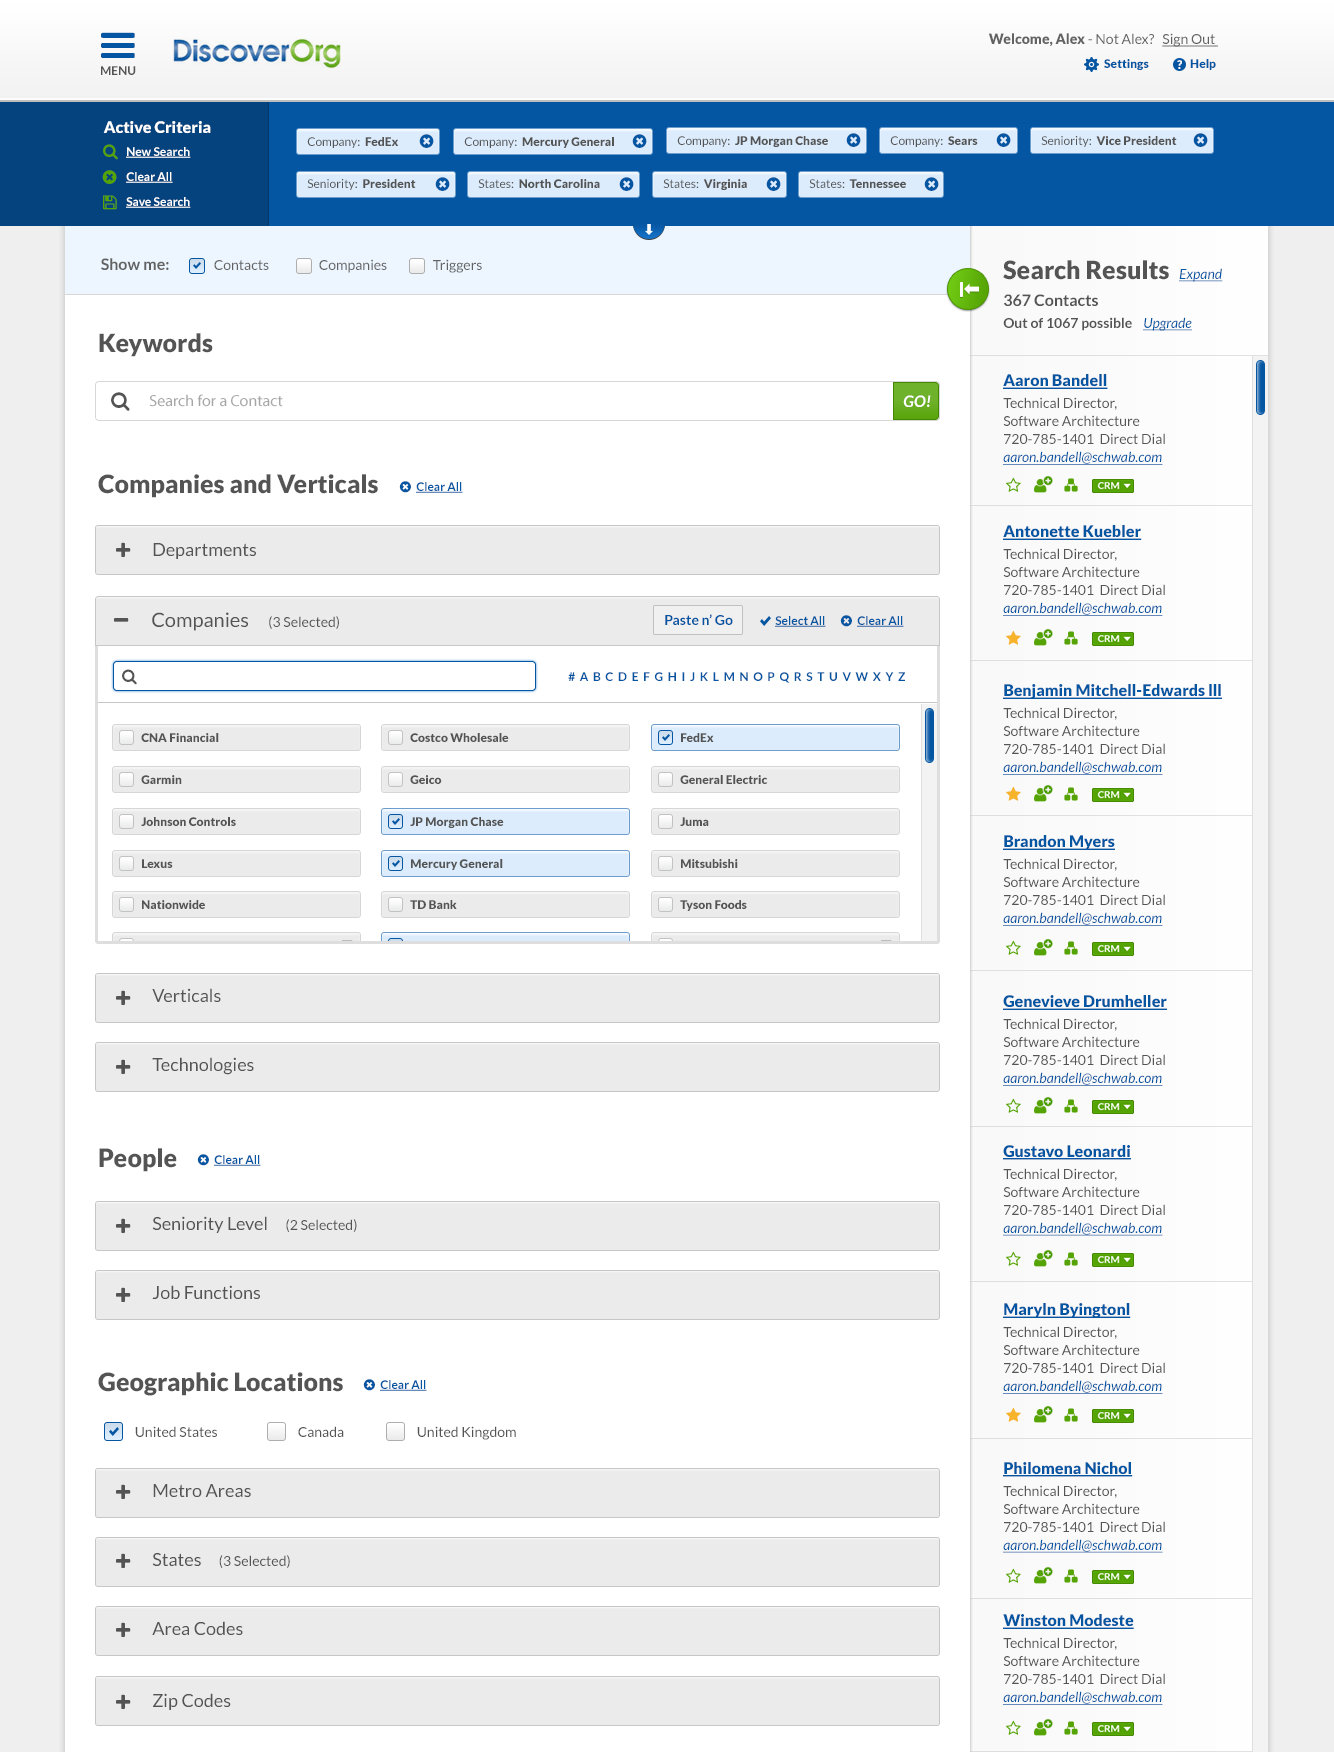 MENU
DiscoverOrg
Welcome, Alex - Not Alex? Sign Out
Settings Help
Active Criteria
New Search
Clear All
Save Search
Company: FedEx
Company: Mercury General
Company: JP Morgan Chase
Company: Sears
Seniority: Vice President
Seniority: President
States: North Carolina
States: Virginia
States: Tennessee
Show me: Contacts Companies Triggers
Keywords
Search for a Contact
GO!
Companies and Verticals Clear All
Departments
Companies (3 Selected) Paste n' Go Select All Clear All
# A B C D E F G H I J K L M N O P Q R S T U V W X Y Z
CNA Financial Costco Wholesale FedEx
Garmin Geico General Electric
Johnson Controls JP Morgan Chase Juma
Lexus Mercury General Mitsubishi
Nationwide TD Bank Tyson Foods
Verticals
Technologies
People Clear All
Seniority Level (2 Selected)
Job Functions
Geographic Locations Clear All
United States Canada United Kingdom
Metro Areas
States (3 Selected)
Area Codes
Zip Codes
Search Results Expand
367 Contacts
Out of 1067 possible Upgrade
Aaron Bandell
Technical Director,
Software Architecture
720-785-1401 Direct Dial
aaron.bandell@schwab.com
CRM
Antonette Kuebler
Technical Director,
Software Architecture
720-785-1401 Direct Dial
aaron.bandell@schwab.com
CRM
Benjamin Mitchell-Edwards lll
Technical Director,
Software Architecture
720-785-1401 Direct Dial
aaron.bandell@schwab.com
CRM
Brandon Myers
Technical Director,
Software Architecture
720-785-1401 Direct Dial
aaron.bandell@schwab.com
CRM
Genevieve Drumheller
Technical Director,
Software Architecture
720-785-1401 Direct Dial
aaron.bandell@schwab.com
CRM
Gustavo Leonardi
Technical Director,
Software Architecture
720-785-1401 Direct Dial
aaron.bandell@schwab.com
CRM
Maryln Byingtonl
Technical Director,
Software Architecture
720-785-1401 Direct Dial
aaron.bandell@schwab.com
CRM
Philomena Nichol
Technical Director,
Software Architecture
720-785-1401 Direct Dial
aaron.bandell@schwab.com
CRM
Winston Modeste
Technical Director,
Software Architecture
720-785-1401 Direct Dial
aaron.bandell@schwab.com
CRM